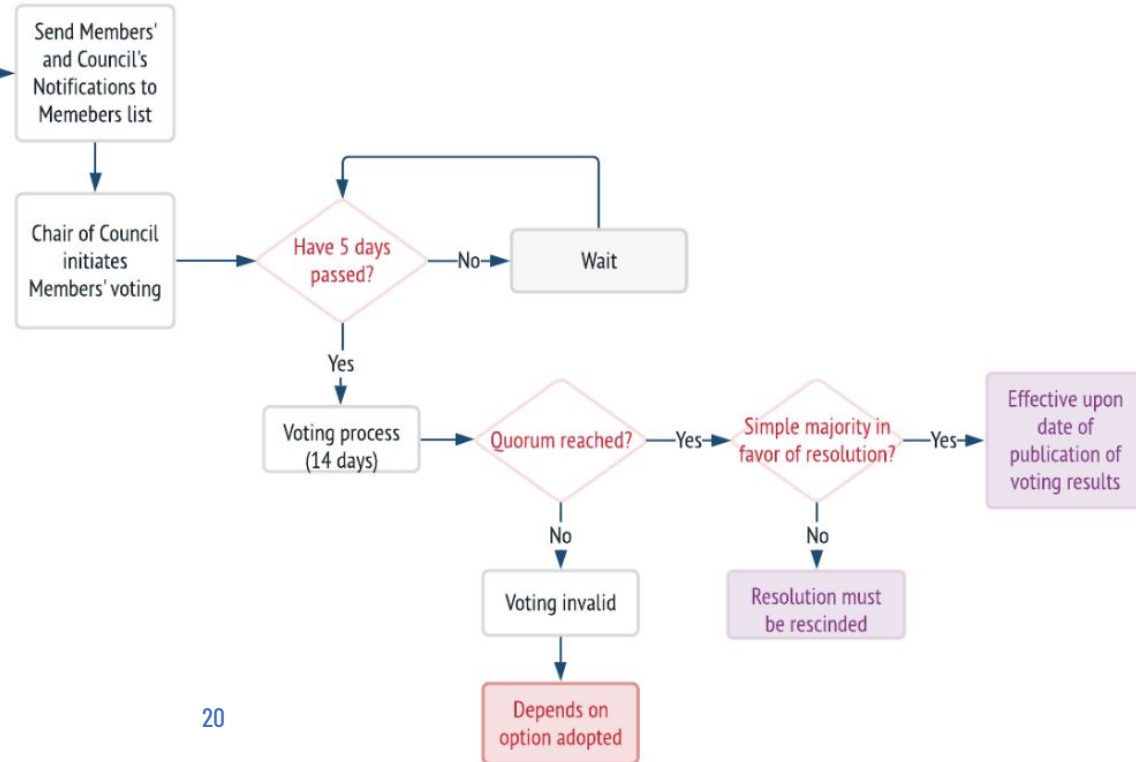 Send Members'
and Council's
Notifications to
Memebers list
Chair of Council
initiates
Members' voting
Have 5 days
passed?
No
Wait
Yes
Voting process
(14 days)
Quorum reached?
Yes
Simple majority in
favor of resolution?
Yes
Effective upon
date of
publication of
voting results
No
No
Voting invalid
Resolution must
be rescinded
Depends on
option adopted
20